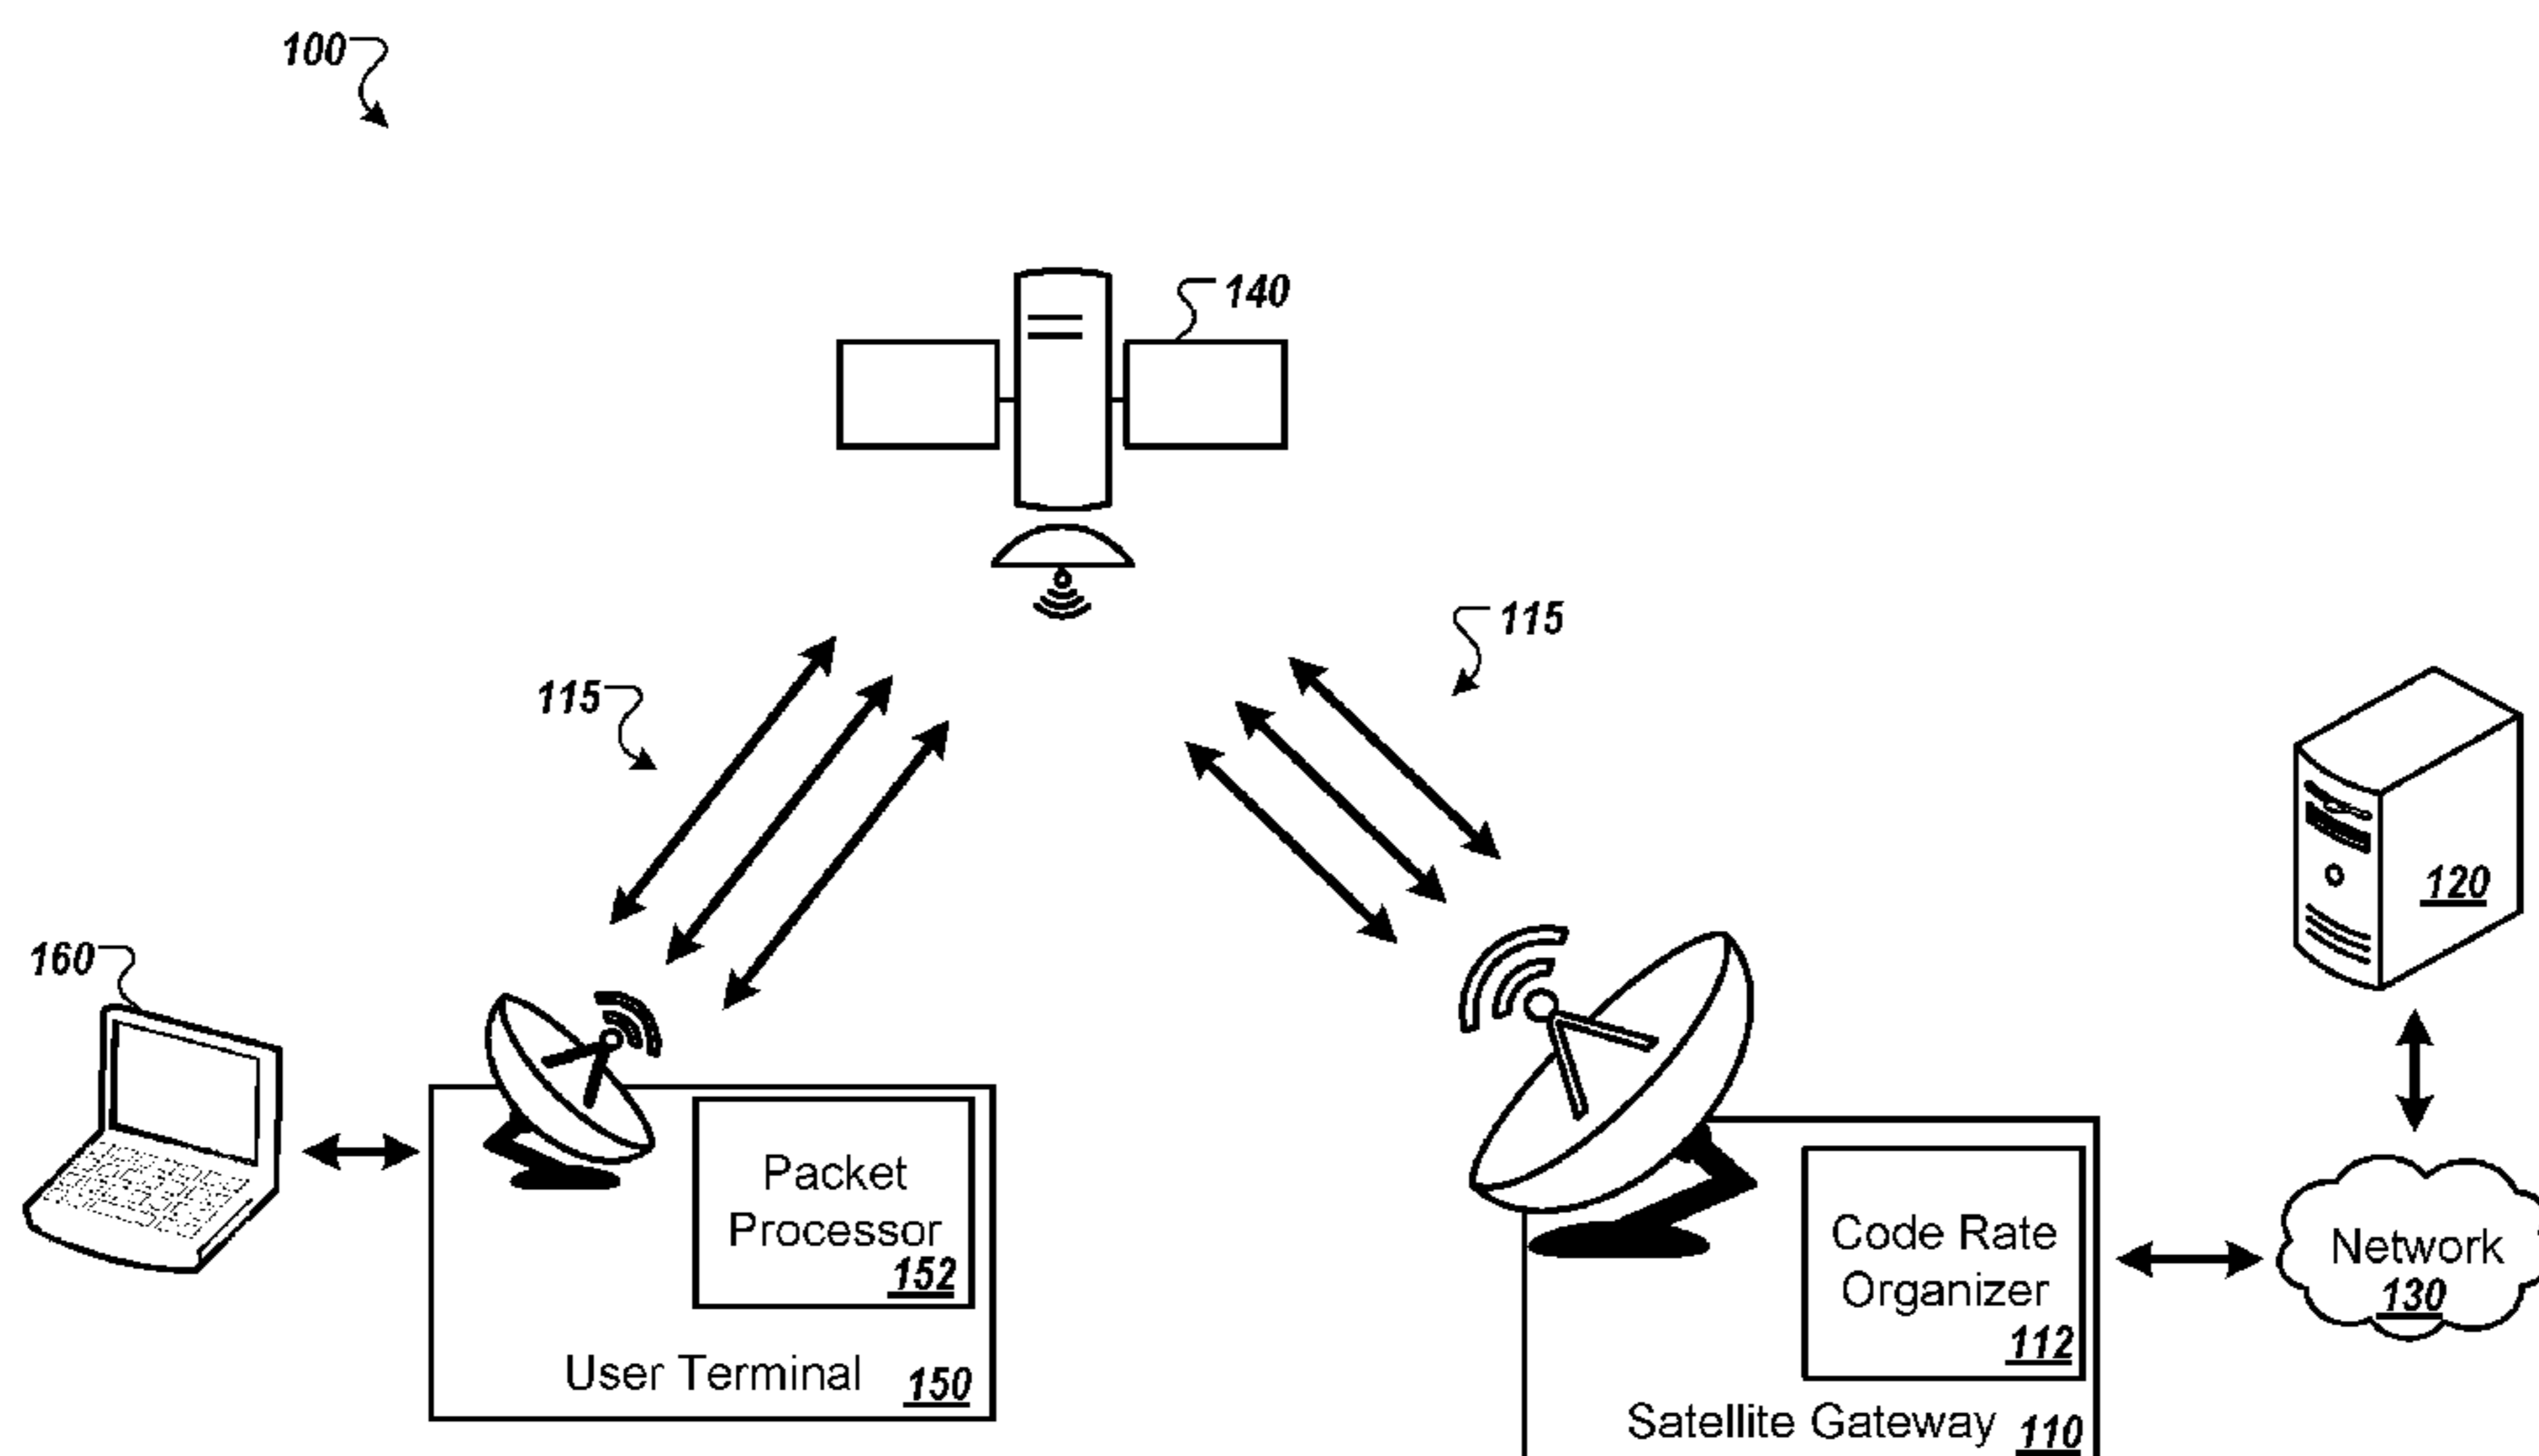 100
140
115
115
120
160
Packet
Processor
152
User Terminal 150
Code Rate
Organizer
112
Satellite Gateway 110
Network
130